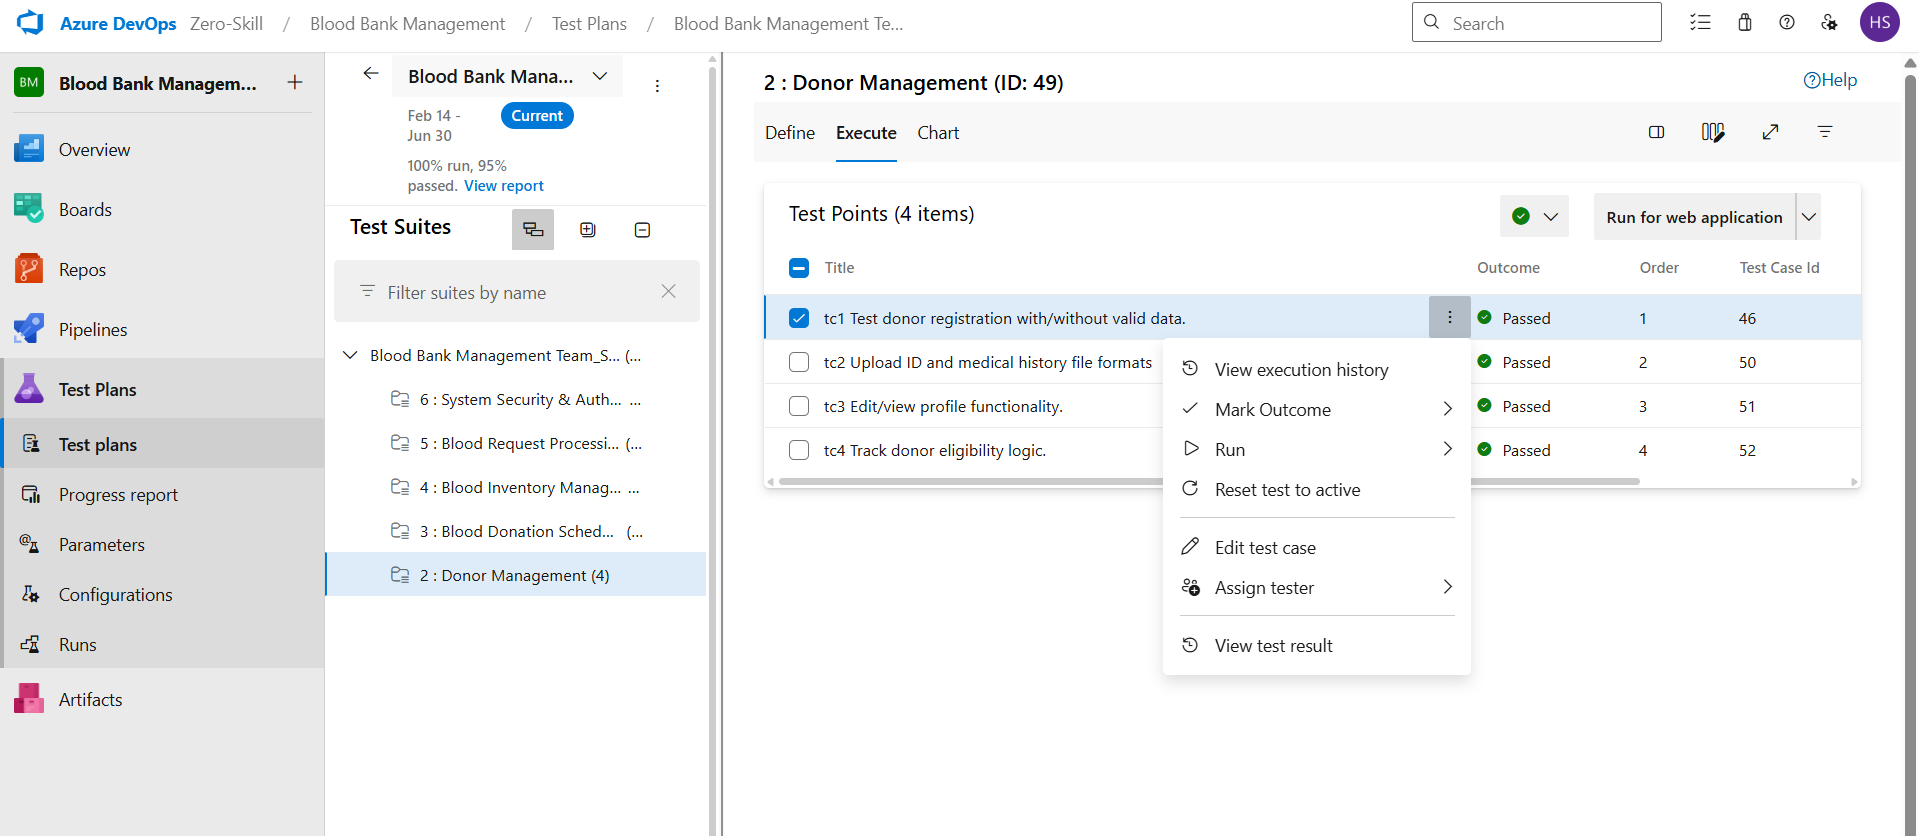 Azure DevOps Zero-Skill / Blood Bank Management / Test Plans / Blood Bank Management Te...
Search
HS
BM Blood Bank Managem...
Overview
Boards
Repos
Pipelines
Test Plans
Test plans
Progress report
Parameters
Configurations
Runs
Artifacts
Blood Bank Mana...
Feb 14 -
Jun 30
Current
100% run, 95%
passed. View report
Test Suites
Filter suites by name
Blood Bank Management Team_S... (...
6 : System Security & Auth... ...
5 : Blood Request Processi... (...
4 : Blood Inventory Manag... ...
3 : Blood Donation Sched... (...
2 : Donor Management (4)
2 : Donor Management (ID: 49)
Help
Define Execute Chart
Test Points (4 items)
Run for web application
Title Outcome Order Test Case Id
tc1 Test donor registration with/without valid data. Passed 1 46
tc2 Upload ID and medical history file formats Passed 2 50
tc3 Edit/view profile functionality. Passed 3 51
tc4 Track donor eligibility logic. Passed 4 52
View execution history
Mark Outcome
Run
Reset test to active
Edit test case
Assign tester
View test result